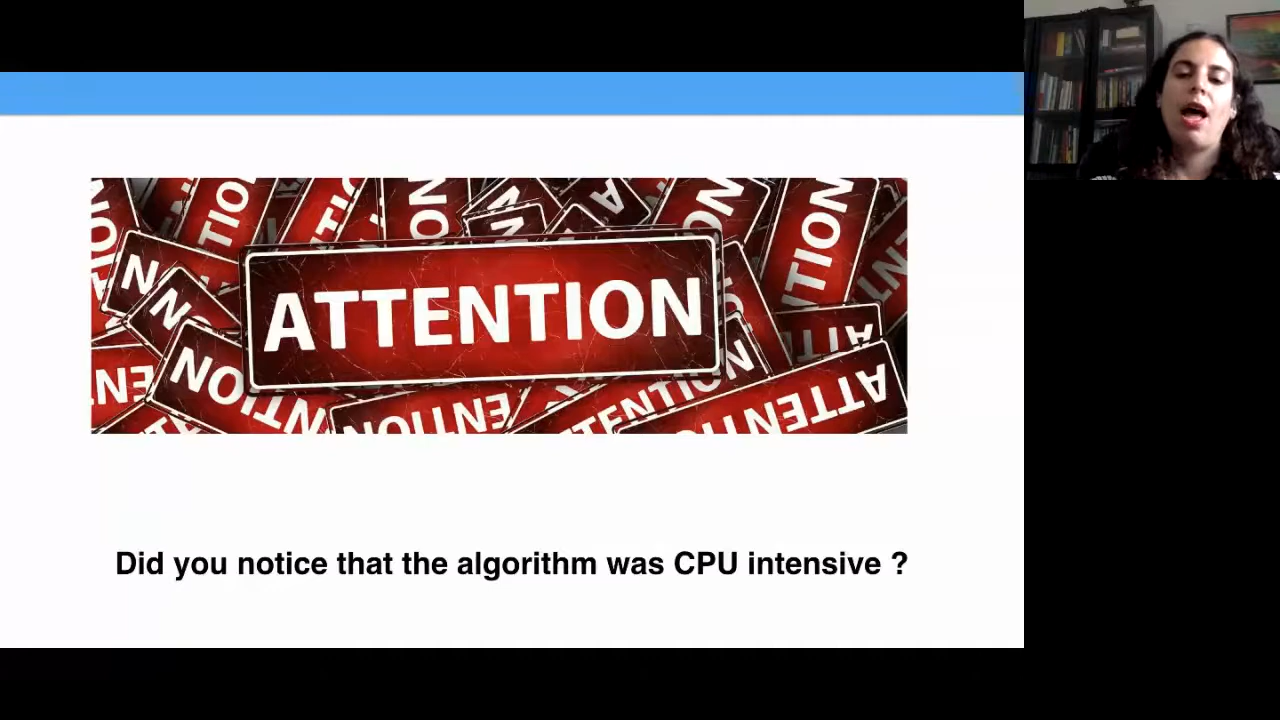 ATTENTION
Did you notice that the algorithm was CPU intensive ?